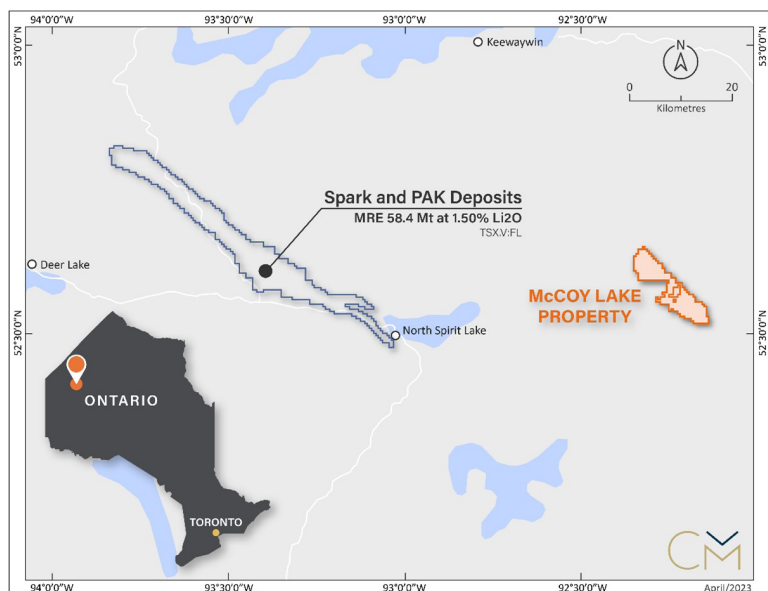 94°0'0"W 93°30'0"W 93°0'0"W 92°30'0"W
53°0'0"N
53°0'0"N
Keewaywin
N
0 20
Kilometres
Spark and PAK Deposits
MRE 58.4 Mt at 1.50% Li2O
TSX.V:FL
Deer Lake
McCOY LAKE
PROPERTY
North Spirit Lake
52°30'0"N
52°30'0"N
ONTARIO
TORONTO
CM
94°0'0"W 93°30'0"W 93°0'0"W 92°30'0"W
April/2023